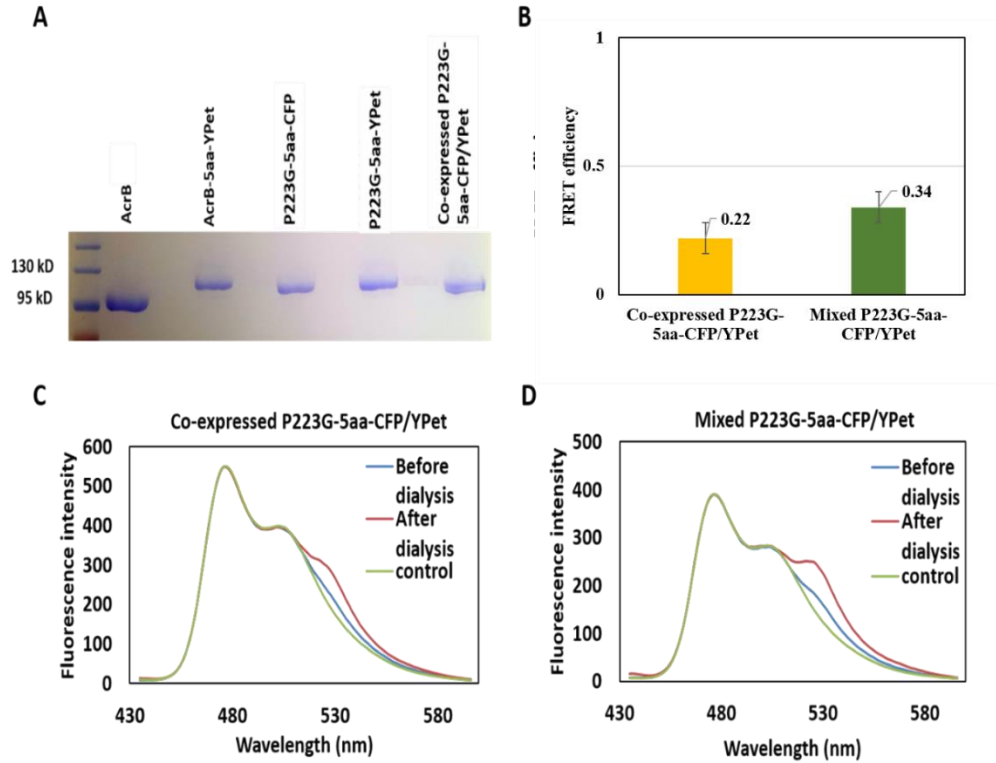 A
AcrB
AcrB-5aa-YPet
P223G-5aa-CFP
P223G-5aa-YPet
Co-expressed P223G-
5aa-CFP/YPet
130 kD
95 kD
B
FRET efficiency
1
0.5
0
0.22
0.34
Co-expressed P223G-
5aa-CFP/YPet
Mixed P223G-5aa-
CFP/YPet
C
Co-expressed P223G-5aa-CFP/YPet
Fluorescence intensity
600
500
400
300
200
100
0
Before
dialysis
After
dialysis
control
430
480
530
580
Wavelength (nm)
D
Mixed P223G-5aa-CFP/YPet
Fluorescence intensity
500
400
300
200
100
0
Before
dialysis
After
dialysis
control
430
480
530
580
Wavelength (nm)